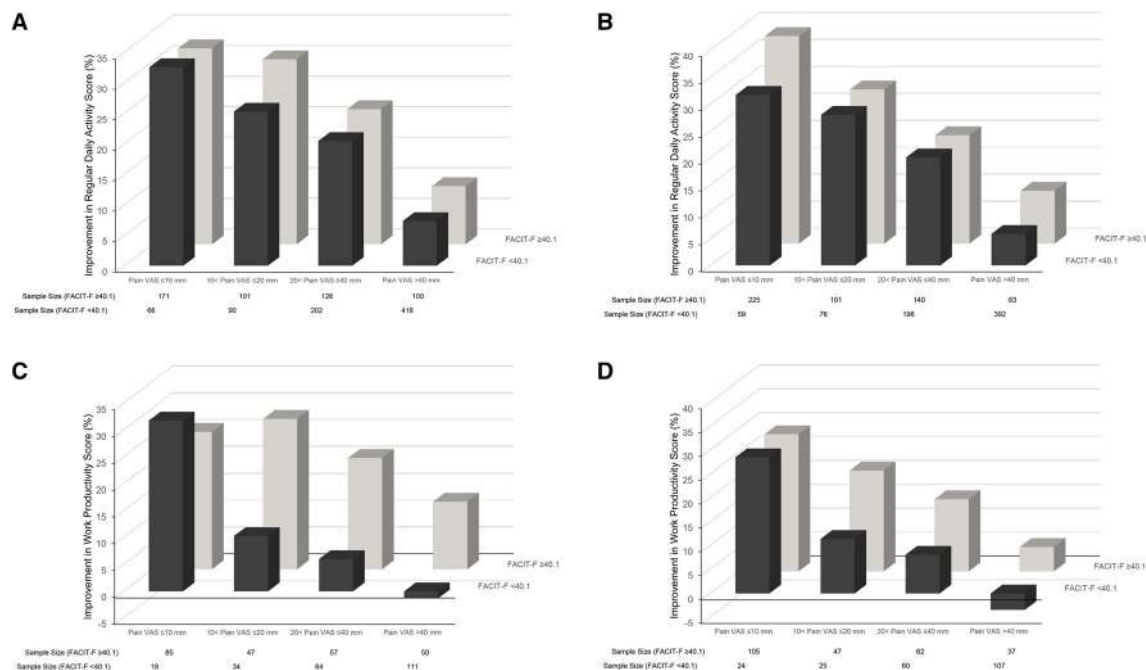 A
Improvement in Regular Daily Activity Score (%)
35
30
25
20
15
10
5
0
FACIT-F ≥40.1
FACIT-F <40.1
Pain VAS ≤10 mm 10< Pain VAS ≤20 mm 20< Pain VAS ≤40 mm Pain VAS >40 mm
Sample Size (FACIT-F ≥40.1) 171 101 126 100
Sample Size (FACIT-F <40.1) 66 90 202 418
B
Improvement in Regular Daily Activity Score (%)
40
35
30
25
20
15
10
5
0
FACIT-F ≥40.1
FACIT-F <40.1
Pain VAS ≤10 mm 10< Pain VAS ≤20 mm 20< Pain VAS ≤40 mm Pain VAS >40 mm
Sample Size (FACIT-F ≥40.1) 225 101 140 63
Sample Size (FACIT-F <40.1) 59 76 198 392
C
Improvement in Work Productivity Score (%)
35
30
25
20
15
10
5
0
-5
FACIT-F ≥40.1
FACIT-F <40.1
Pain VAS ≤10 mm 10< Pain VAS ≤20 mm 20< Pain VAS ≤40 mm Pain VAS >40 mm
Sample Size (FACIT-F ≥40.1) 85 47 57 50
Sample Size (FACIT-F <40.1) 18 34 64 111
D
Improvement in Work Productivity Score (%)
40
35
30
25
20
15
10
5
0
-5
FACIT-F ≥40.1
FACIT-F <40.1
Pain VAS ≤10 mm 10< Pain VAS ≤20 mm 20< Pain VAS ≤40 mm Pain VAS >40 mm
Sample Size (FACIT-F ≥40.1) 105 47 62 37
Sample Size (FACIT-F <40.1) 24 25 60 107